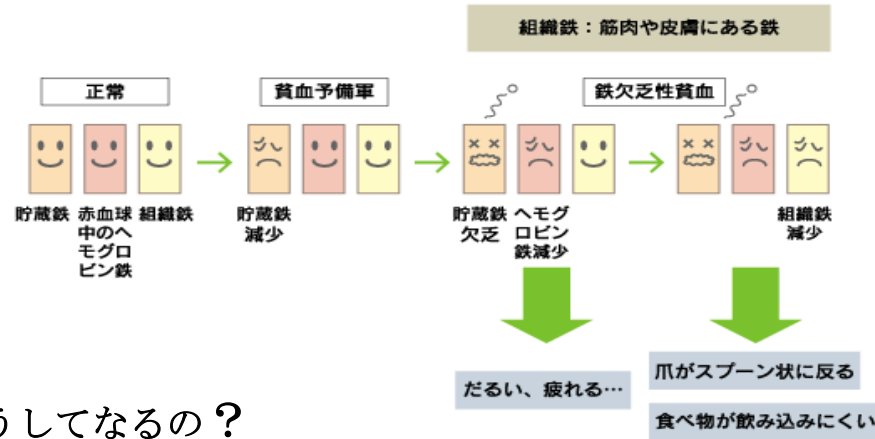 組織鉄：筋肉や皮膚にある鉄
正常
貧血予備軍
鉄欠乏性貧血
貯蔵鉄
赤血球
中のヘ
モグロ
ビン鉄
組織鉄
貯蔵鉄
減少
貯蔵鉄
欠乏
ヘモグ
ロビン
鉄減少
組織鉄
減少
だるい、疲れる…
爪がスプーン状に反る
食べ物が飲み込みにくい
うしてなるの？